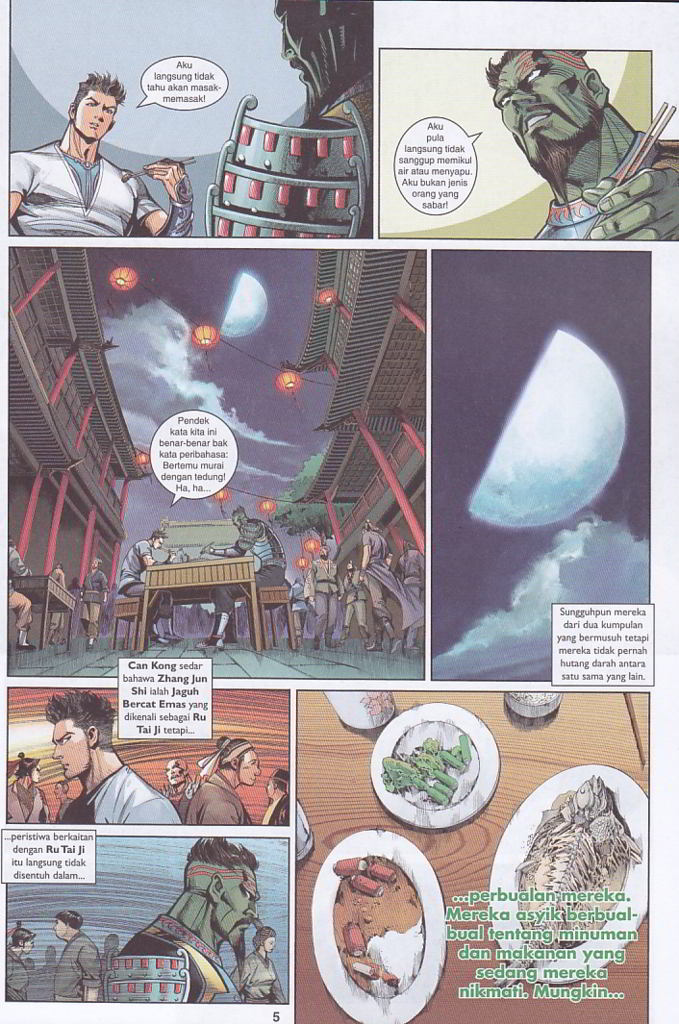 Aku
langsung tidak
tahu akan masak-
memasak!
Aku
pula
langsung tidak
sanggup memikul
air atau menyapu.
Aku bukan jenis
orang yang
sabar!
Pendek
kata kita ini
benar-benar bak
kata peribahasa:
Bertemu murai
dengan tedung!
Ha, ha...
Sungguhpun mereka
dari dua kumpulan
yang bermusuh tetapi
mereka tidak pernah
hutang darah antara
satu sama yang lain.
Can Kong sedar
bahawa Zhang Jun
Shi ialah Jaguh
Bercat Emas yang
dikenali sebagai Ru
Tai Ji tetapi...
...peristiwa berkaitan
dengan Ru Tai Ji
itu langsung tidak
disentuh dalam...
...perbualan mereka.
Mereka asyik berbual-
bual tentang minuman
dan makanan yang
sedang mereka
nikmati. Mungkin...
5